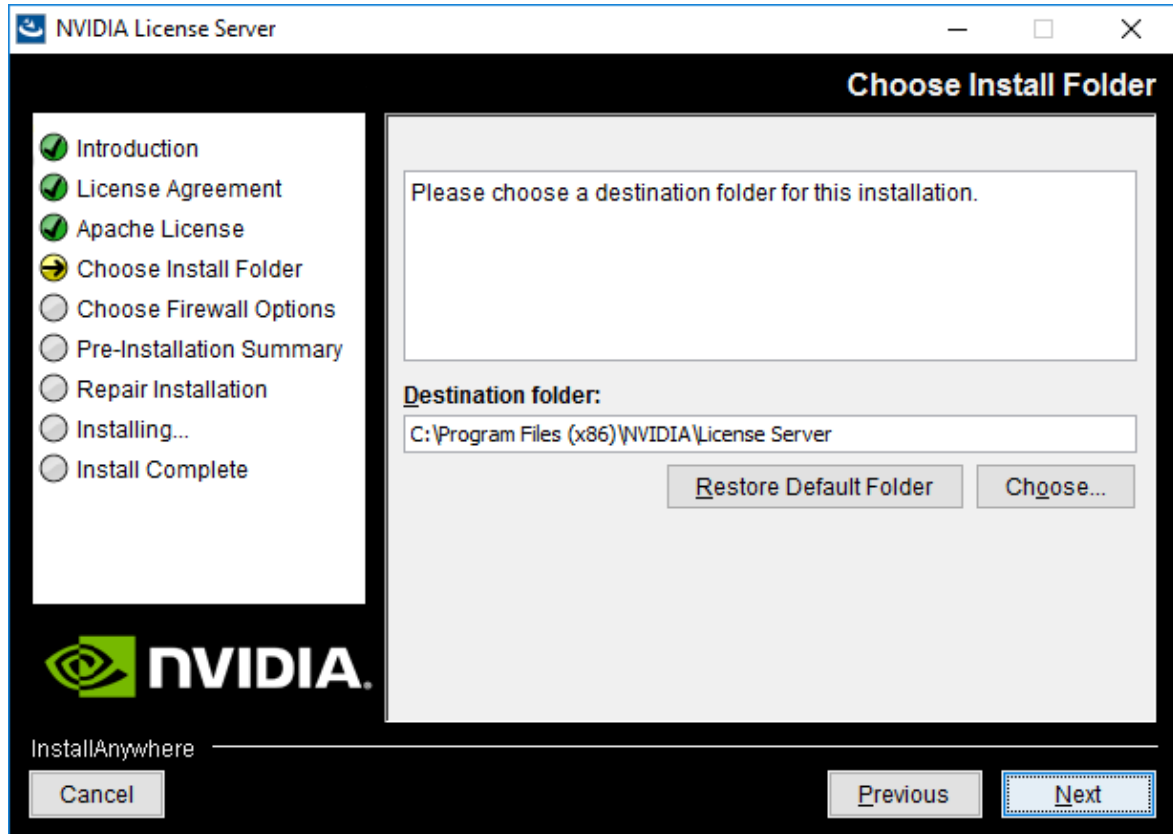 NVIDIA License Server
Choose Install Folder
Introduction
License Agreement
Apache License
Choose Install Folder
Choose Firewall Options
Pre-Installation Summary
Repair Installation
Installing...
Install Complete
Please choose a destination folder for this installation.
Destination folder:
C:\Program Files (x86)\NVIDIA\License Server
Restore Default Folder
Choose...
NVIDIA.
InstallAnywhere
Cancel
Previous
Next